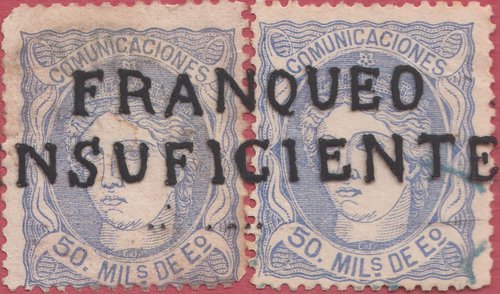 COMUNICACIONES COMUNICACIONES
FRANQUEO
NSUFICIENTE
50. MILS DE Eo 50. MILS DE Eo